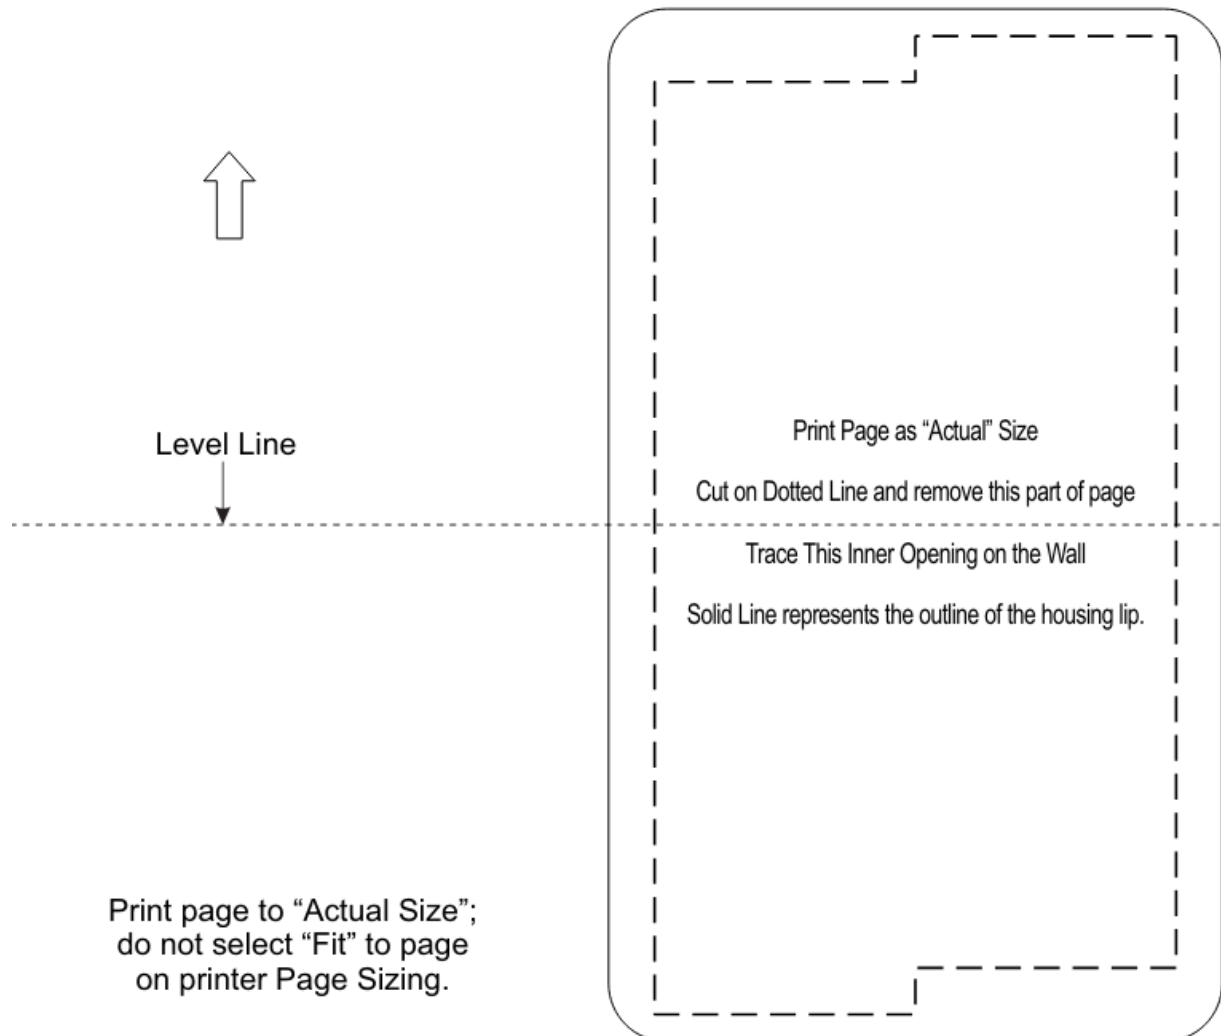 Print Page as “Actual” Size
Level Line
Cut on Dotted Line and remove this part of page
Trace This Inner Opening on the Wall
Solid Line represents the outline of the housing lip.
Print page to “Actual Size”;
do not select “Fit” to page
on printer Page Sizing.